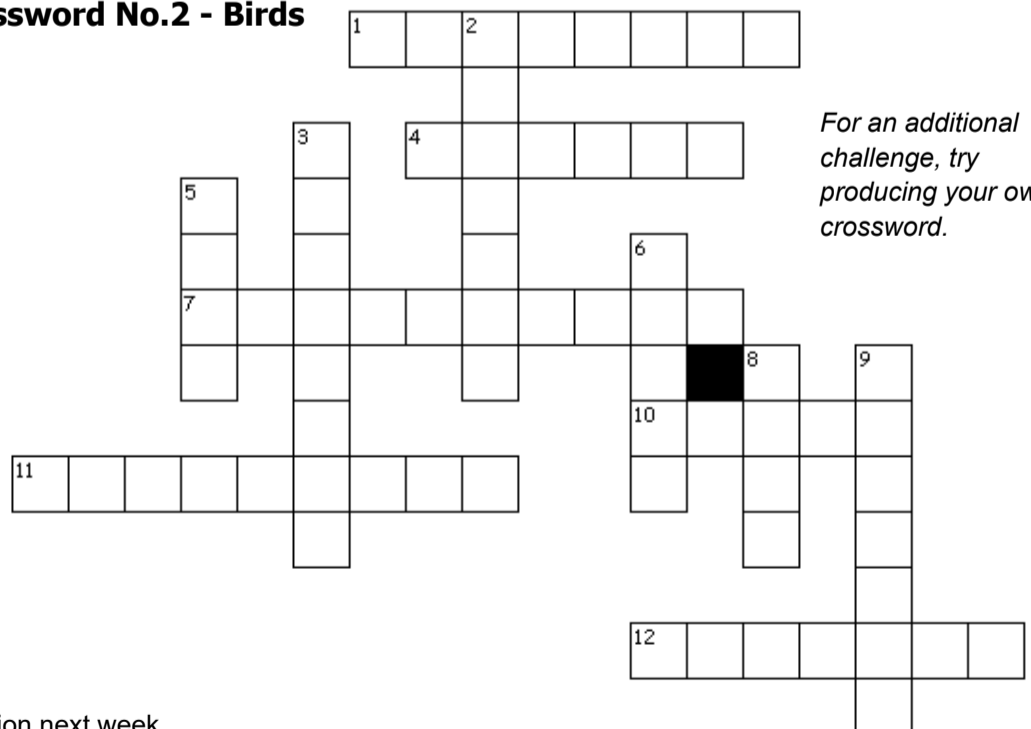 ssword No.2 - Birds
1
2
3
4
For an additional
challenge, try
producing your ow
crossword.
5
6
7
8
9
10
11
12
ion next week